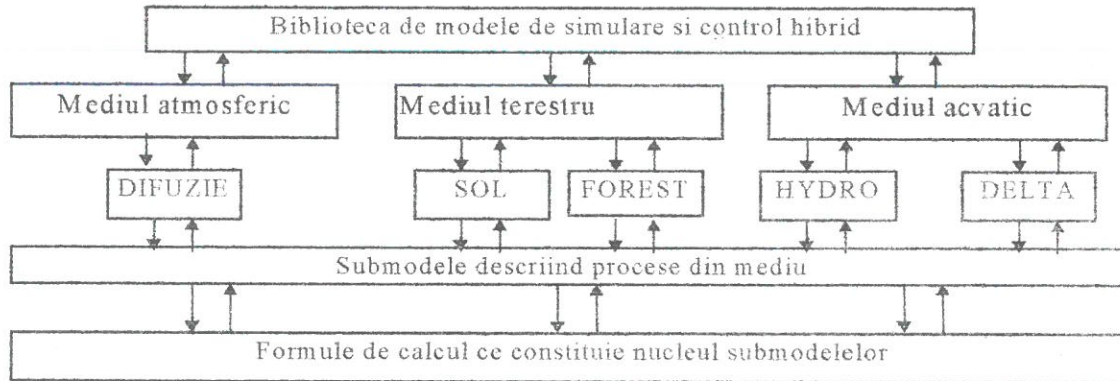 Biblioteca de modele de simulare si control hibrid
Mediul atmosferic
Mediul terestru
Mediul acvatic
DIFUZIE
SOL
FOREST
HYDRO
DELTA
Submodele descriind procese din mediu
Formule de calcul ce constituie nucleul submodelelor